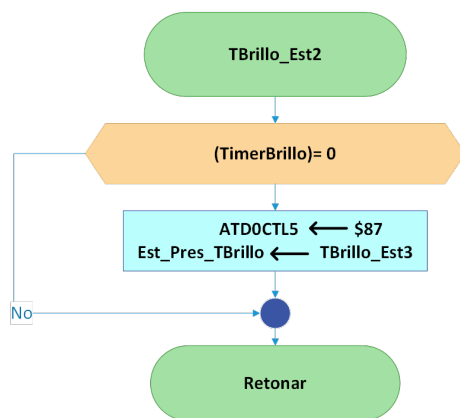 TBrillo_Est2
(TimerBrillo)= 0
ATD0CTL5 ← $87
Est_Pres_TBrillo ← TBrillo_Est3
No
Retonar